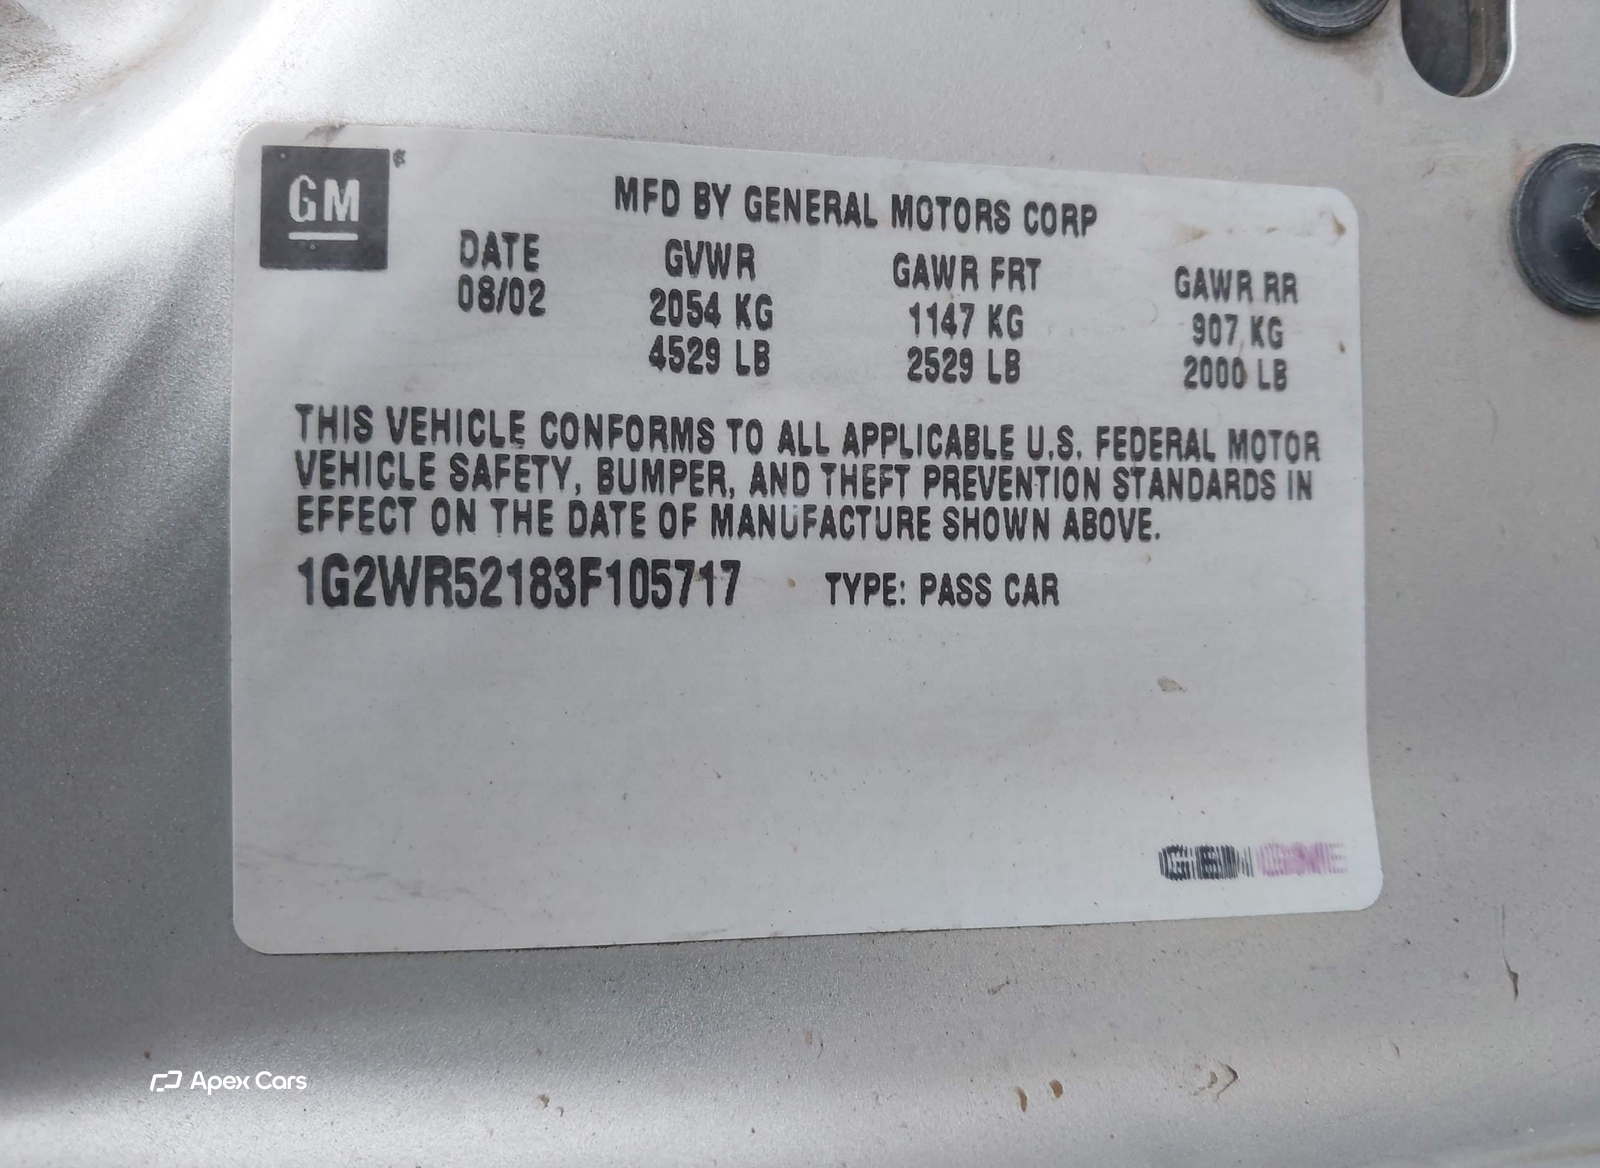 GM
MFD BY GENERAL MOTORS CORP
DATE GVWR GAWR FRT GAWR RR
08/02 2054 KG 1147 KG 907 KG
4529 LB 2529 LB 2000 LB
THIS VEHICLE CONFORMS TO ALL APPLICABLE U.S. FEDERAL MOTOR
VEHICLE SAFETY, BUMPER, AND THEFT PREVENTION STANDARDS IN
EFFECT ON THE DATE OF MANUFACTURE SHOWN ABOVE.
1G2WR52183F105717 TYPE: PASS CAR
Apex Cars